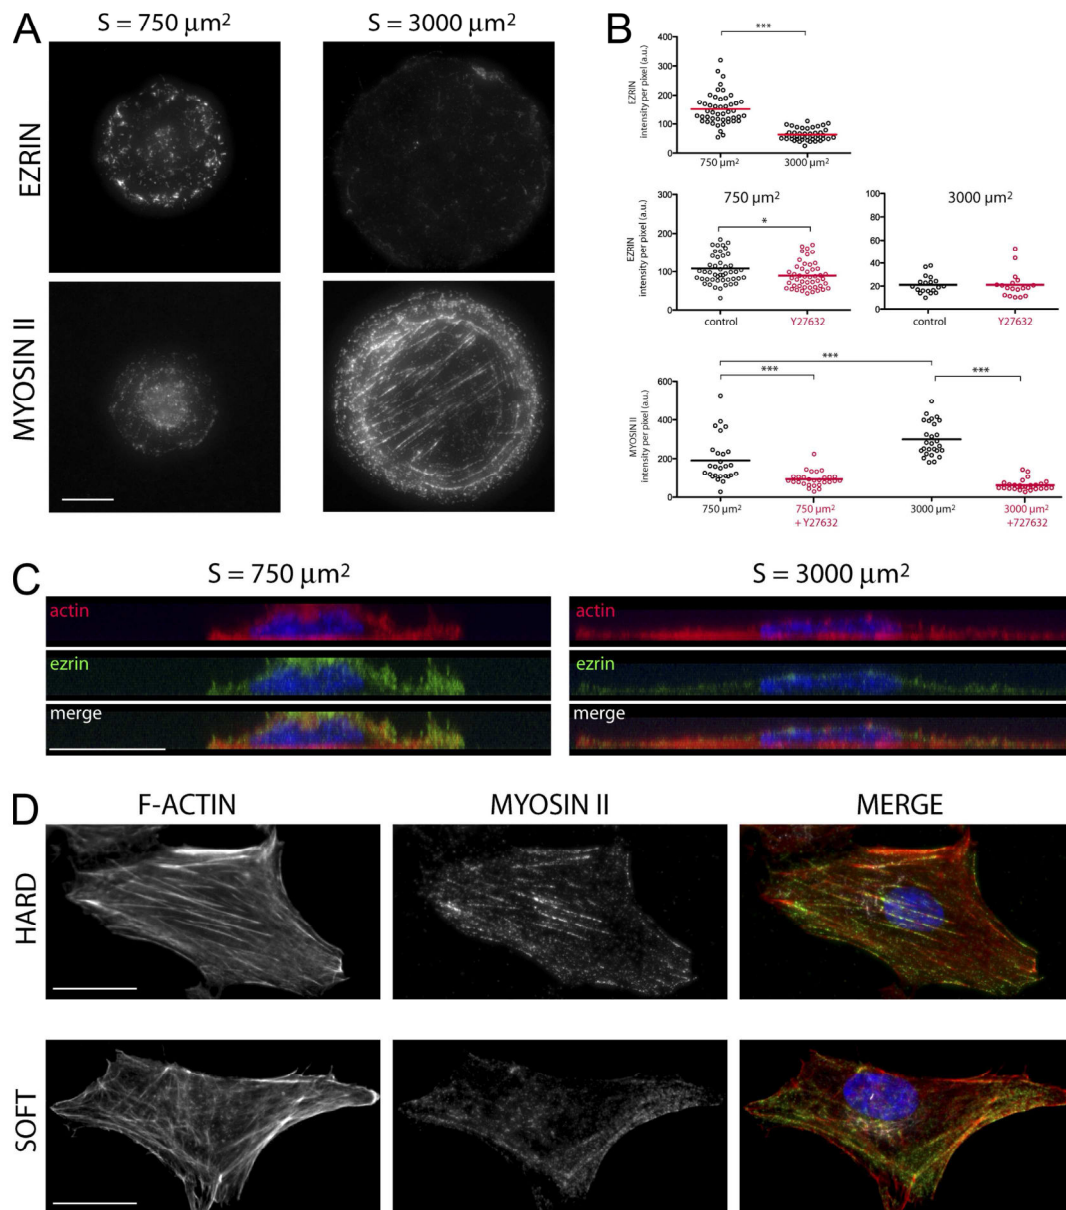 A
S = 750 μm²
S = 3000 μm²
EZRIN
MYOSIN II
B
EZRIN
intensity per pixel (a.u.)
400
300
200
100
0
***
750 μm²
3000 μm²
750 μm²
EZRIN
intensity per pixel (a.u.)
300
200
100
0
*
control
Y27632
3000 μm²
100
80
60
40
20
0
control
Y27632
MYOSIN II
intensity per pixel (a.u.)
600
400
200
0
***
***
***
750 μm²
750 μm²
+ Y27632
3000 μm²
3000 μm²
+727632
C
S = 750 μm²
S = 3000 μm²
actin
ezrin
merge
actin
ezrin
merge
D
F-ACTIN
MYOSIN II
MERGE
HARD
SOFT